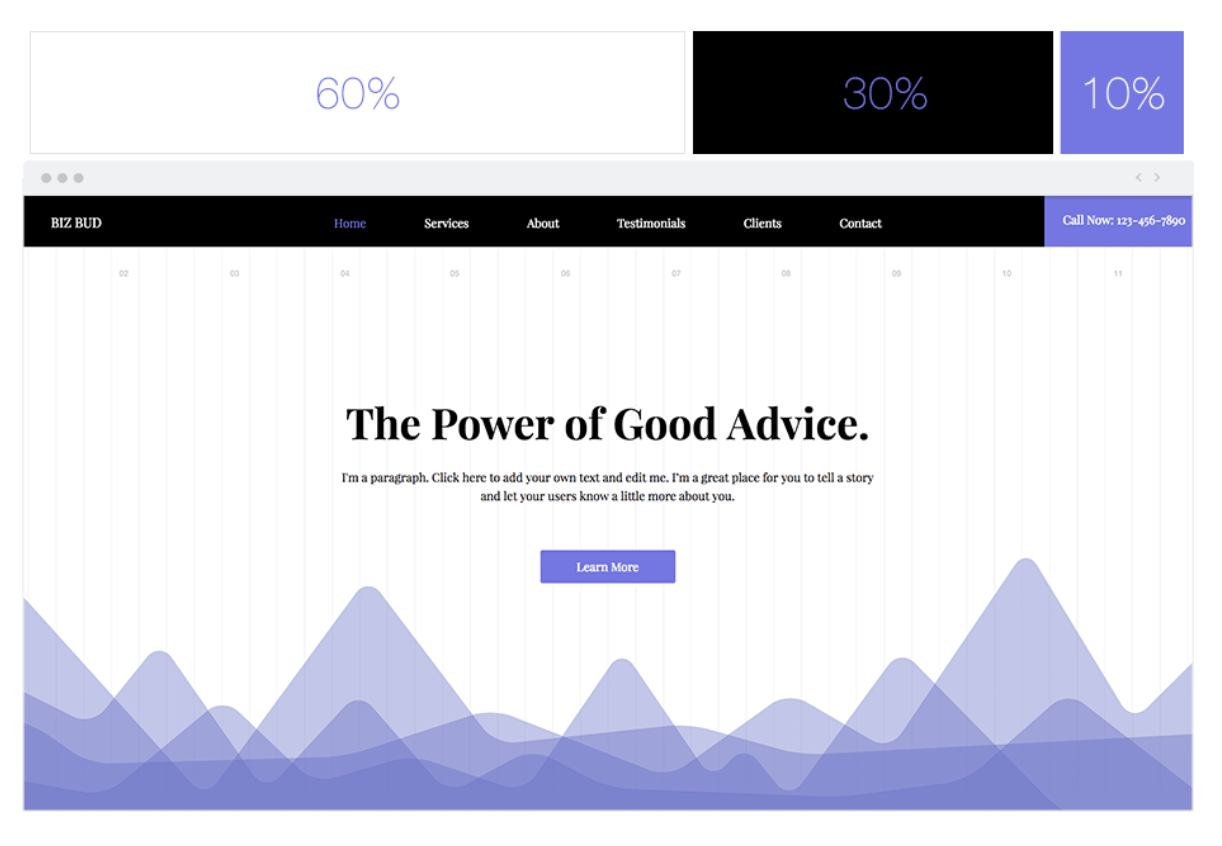 60%
30%
10%
BIZ BUD
Home
Services
About
Testimonials
Clients
Contact
Call Now: 123-456-7890
02
03
04
05
06
07
08
09
10
11
The Power of Good Advice.
I'm a paragraph. Click here to add your own text and edit me. I'm a great place for you to tell a story
and let your users know a little more about you.
Learn More